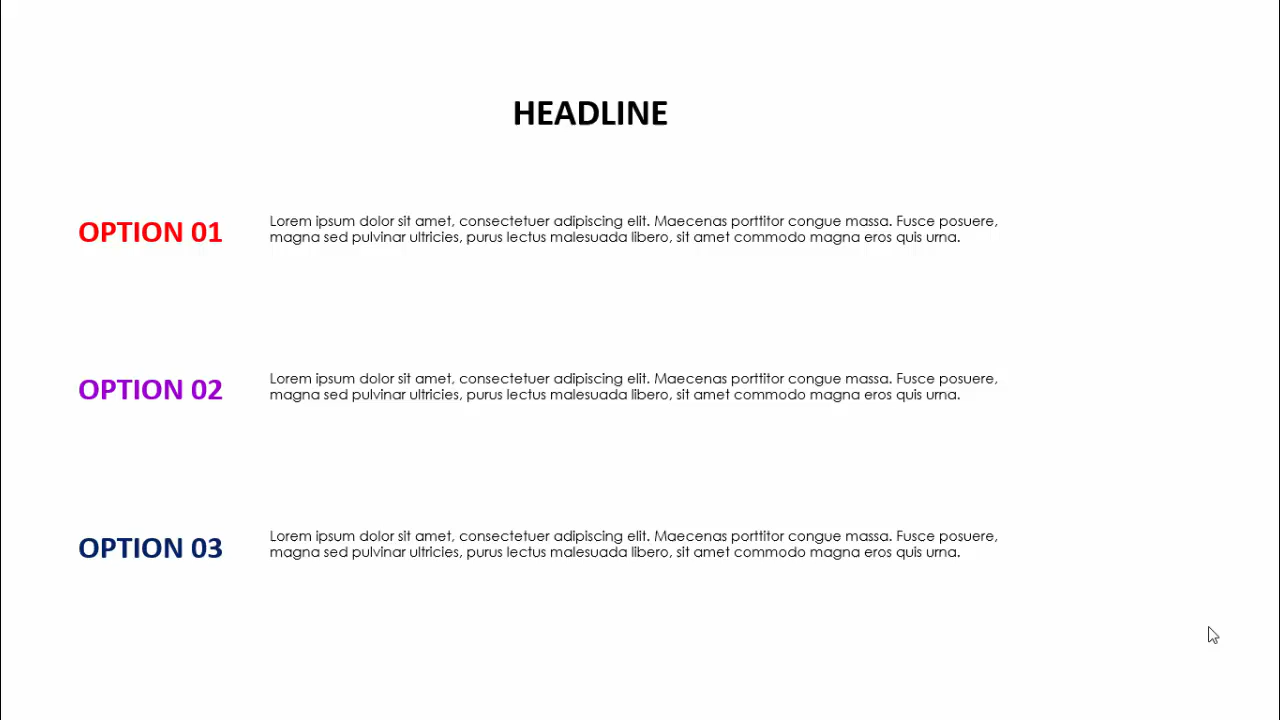 HEADLINE
OPTION 01
Lorem ipsum dolor sit amet, consectetuer adipiscing elit. Maecenas porttitor congue massa. Fusce posuere,
magna sed pulvinar ultricies, purus lectus malesuada libero, sit amet commodo magna eros quis urna.
OPTION 02
Lorem ipsum dolor sit amet, consectetuer adipiscing elit. Maecenas porttitor congue massa. Fusce posuere,
magna sed pulvinar ultricies, purus lectus malesuada libero, sit amet commodo magna eros quis urna.
OPTION 03
Lorem ipsum dolor sit amet, consectetuer adipiscing elit. Maecenas porttitor congue massa. Fusce posuere,
magna sed pulvinar ultricies, purus lectus malesuada libero, sit amet commodo magna eros quis urna.